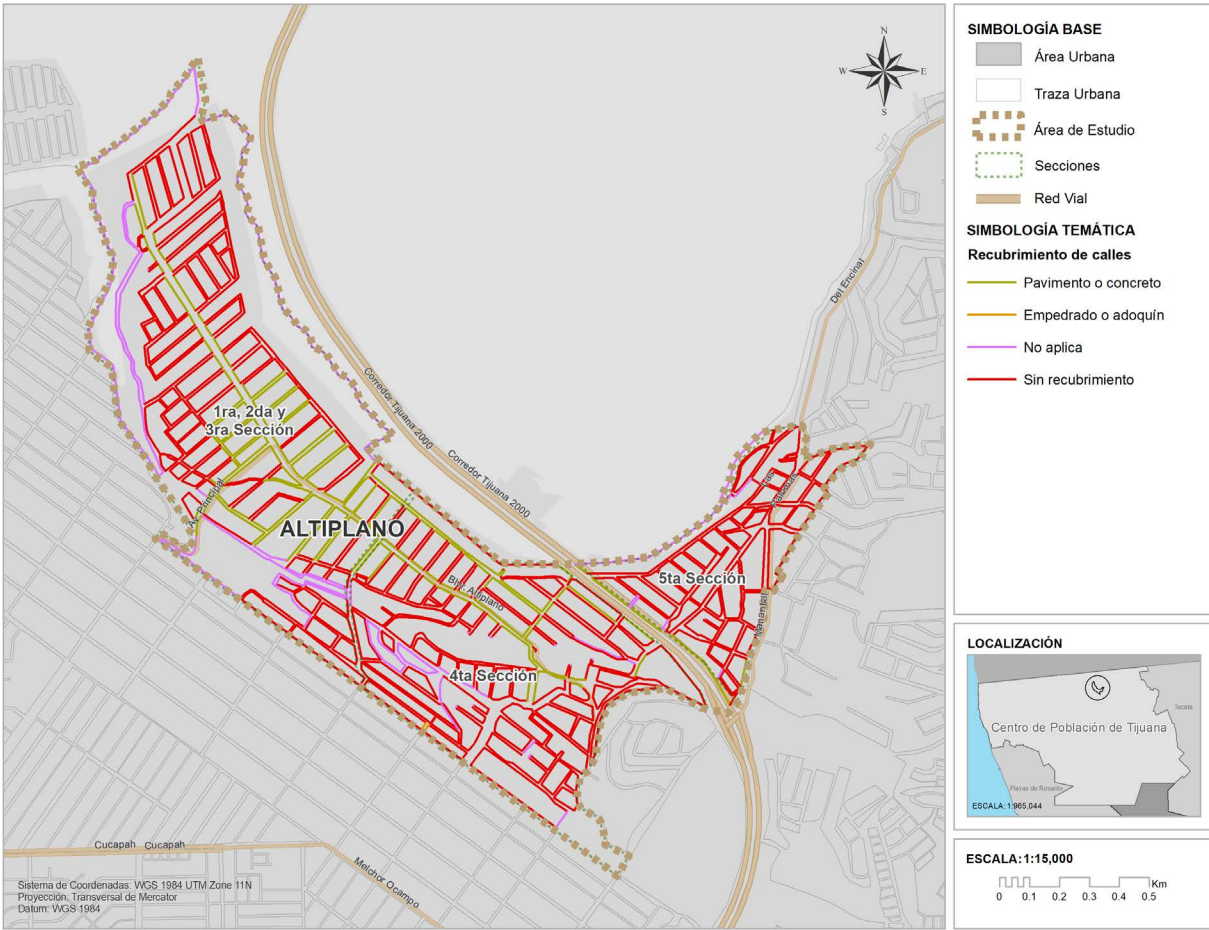 N
W
E
S
Del Encinal
Corredor Tijuana 2000
Corredor Tijuana 2000
1ra, 2da y
3ra Sección
Av. Principal
ALTIPLANO
Blvr. Altiplano
5ta Sección
Manantial
4ta Sección
Cucapah Cucapah
Melchor Ocampo
Sistema de Coordenadas: WGS 1984 UTM Zone 11N
Proyección: Transversal de Mercator
Datum: WGS 1984
SIMBOLOGÍA BASE
Área Urbana
Traza Urbana
Área de Estudio
Secciones
Red Vial
SIMBOLOGÍA TEMÁTICA
Recubrimiento de calles
Pavimento o concreto
Empedrado o adoquín
No aplica
Sin recubrimiento
LOCALIZACIÓN
Tecate
Centro de Población de Tijuana
Playas de Rosarito
ESCALA: 1:965,044
ESCALA: 1:15,000
Km
0 0.1 0.2 0.3 0.4 0.5